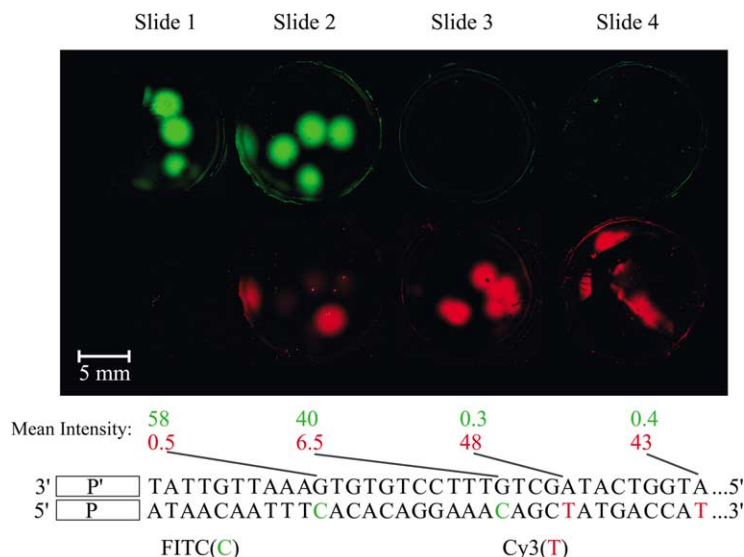 Slide 1 Slide 2 Slide 3 Slide 4
5 mm
58 40 0.3 0.4
Mean Intensity:
0.5 6.5 48 43
3' P' TATTGTTAAAGTGTGTCCTTTGTCGATACTGGTA...5'
5' P ATAACAATTTCACACAGGAAACAGCTATGACCAT...3'
FITC(C) Cy3(T)